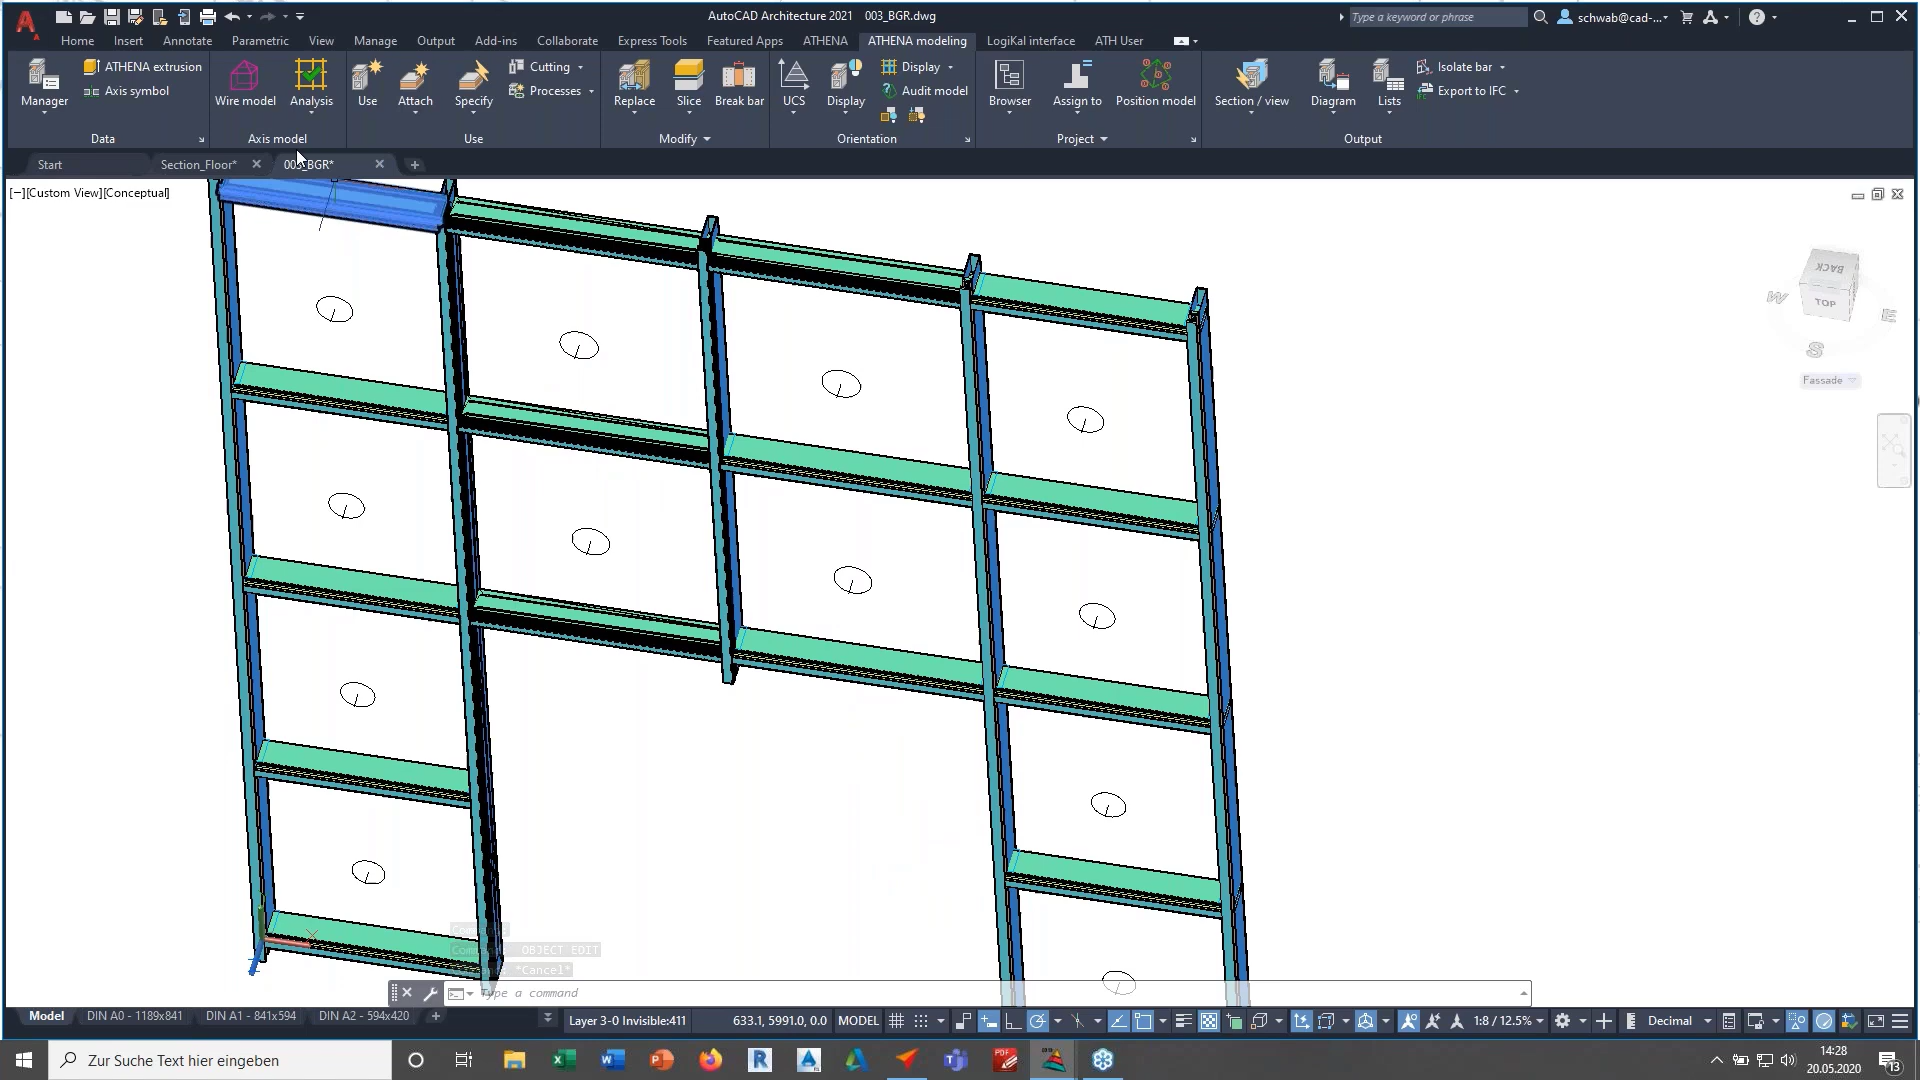 AutoCAD Architecture 2021 003_BGR.dwg
Type a keyword or phrase
schwab@cad-...
Home Insert Annotate Parametric View Manage Output Add-ins Collaborate Express Tools Featured Apps ATHENA ATHENA modeling LogiKal interface ATH User
ATHENA extrusion
Axis symbol
Manager
Wire model
Analysis
Use
Attach
Specify
Cutting
Processes
Replace
Slice
Break bar
UCS
Display
Display
Audit model
Browser
Assign to
Position model
Section / view
Diagram
Lists
Isolate bar
Export to IFC
Data Axis model Use Modify Orientation Project Output
Start Section_Floor* 003_BGR*
[−][Custom View][Conceptual]
BACK
TOP
W
E
S
Fassade
Command:
Command: OBJECT EDIT
Command: *Cancel*
Type a command
Model DIN A0 - 1189x841 DIN A1 - 841x594 DIN A2 - 594x420
Layer 3-0 Invisible:411 633.1, 5991.0, 0.0 MODEL 1:8 / 12.5% Decimal
Zur Suche Text hier eingeben
14:28
20.05.2020
13